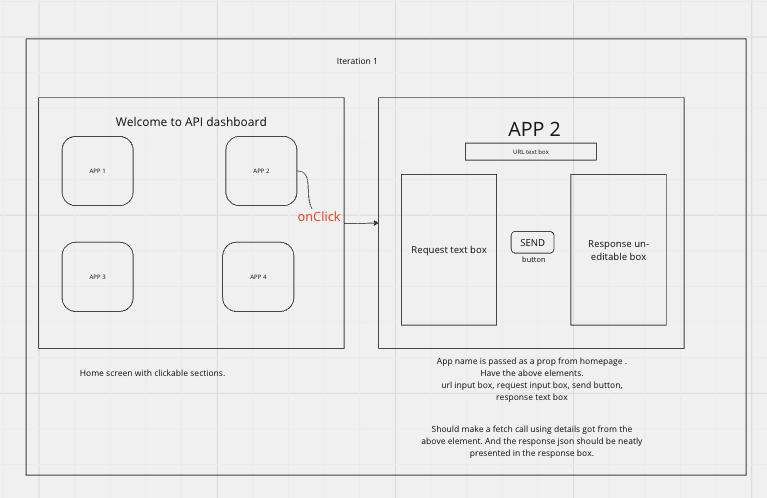 Iteration 1
Welcome to API dashboard
APP 1
APP 2
onClick
APP 3
APP 4
Home screen with clickable sections.
APP 2
URL text box
Request text box
SEND
button
Response un-
editable box
App name is passed as a prop from homepage .
Have the above elements.
url input box, request input box, send button,
response text box
Should make a fetch call using details got from the
above element. And the response json should be neatly
presented in the response box.